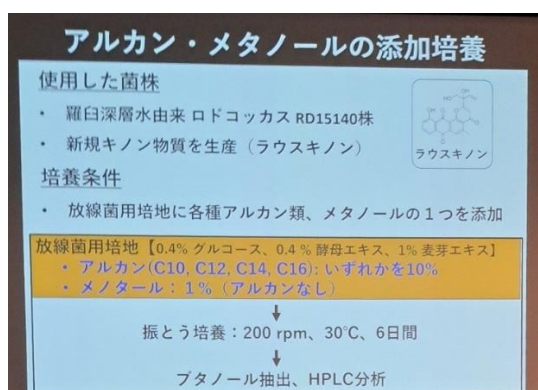 アルカン・メタノールの添加培養
使用した菌株
・ 羅臼深層水由来 ロドコッカス RD15140株
・ 新規キノン物質を生産（ラウスキノン）
ラウスキノン
培養条件
・ 放線菌用培地に各種アルカン類、メタノールの１つを添加
放線菌用培地【0.4% グルコース、0.4 % 酵母エキス、1% 麦芽エキス】
・ アルカン(C10, C12, C14, C16): いずれかを10%
・ メノタール：１%（アルカンなし）
振とう培養：200 rpm、30℃、6日間
ブタノール抽出、HPLC分析